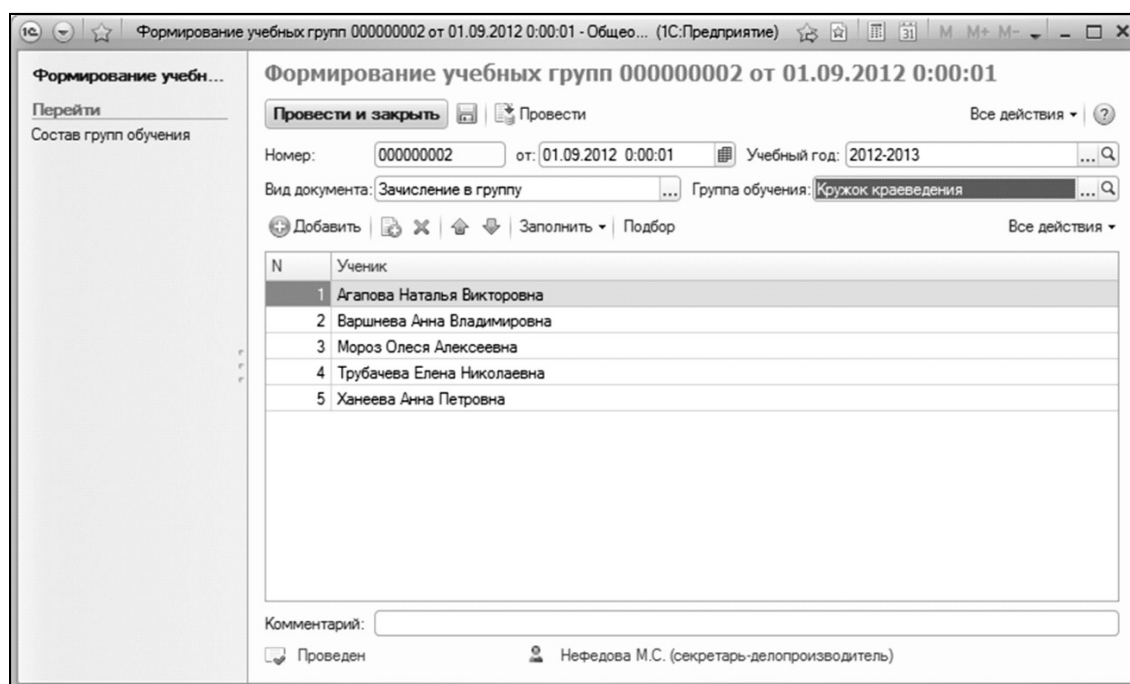 Формирование учебных групп 000000002 от 01.09.2012 0:00:01 - Общео... (1С:Предприятие) 31 M M+ M-
Формирование учебн...
Перейти
Состав групп обучения
Формирование учебных групп 000000002 от 01.09.2012 0:00:01
Провести и закрыть Провести Все действия ?
Номер: 000000002 от: 01.09.2012 0:00:01 Учебный год: 2012-2013 ...
Вид документа: Зачисление в группу ... Группа обучения: Кружок краеведения ...
Добавить Заполнить Подбор Все действия
N Ученик
1 Агапова Наталья Викторовна
2 Варшнева Анна Владимировна
3 Мороз Олеся Алексеевна
4 Трубачева Елена Николаевна
5 Ханеева Анна Петровна
Комментарий:
Проведен Нефедова М.С. (секретарь-делопроизводитель)